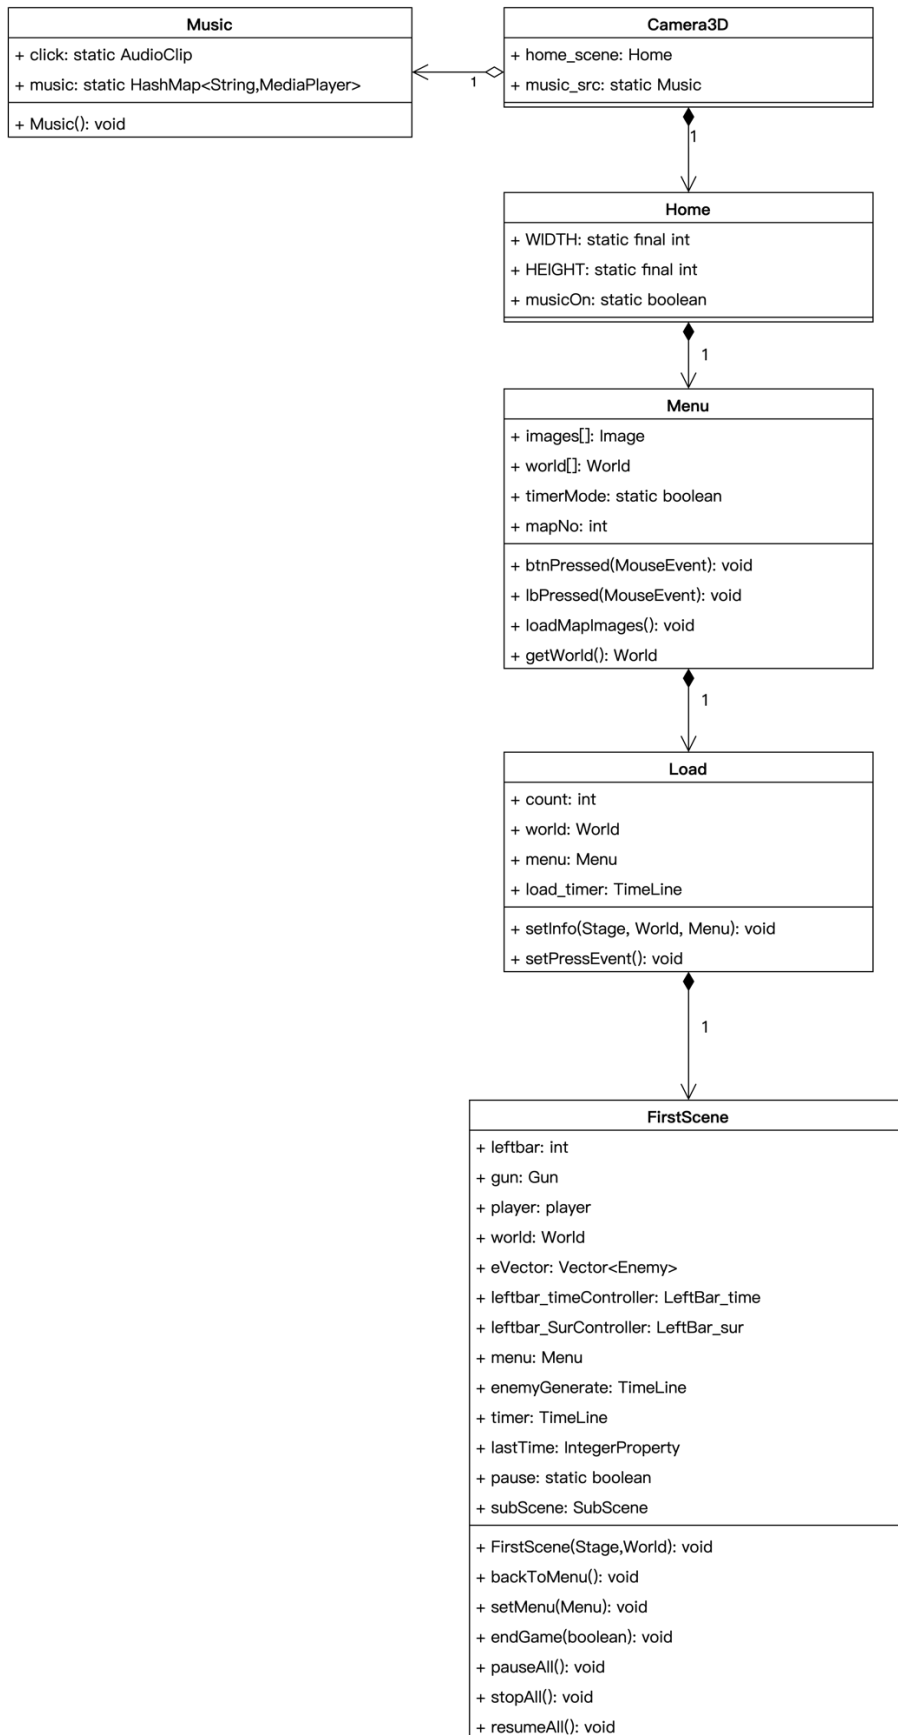 Music
+ click: static AudioClip
+ music: static HashMap<String,MediaPlayer>
+ Music(): void
1
Camera3D
+ home_scene: Home
+ music_src: static Music
1
Home
+ WIDTH: static final int
+ HEIGHT: static final int
+ musicOn: static boolean
1
Menu
+ images[]: Image
+ world[]: World
+ timerMode: static boolean
+ mapNo: int
+ btnPressed(MouseEvent): void
+ lbPressed(MouseEvent): void
+ loadMapImages(): void
+ getWorld(): World
1
Load
+ count: int
+ world: World
+ menu: Menu
+ load_timer: TimeLine
+ setInfo(Stage, World, Menu): void
+ setPressEvent(): void
1
FirstScene
+ leftbar: int
+ gun: Gun
+ player: player
+ world: World
+ eVector: Vector<Enemy>
+ leftbar_timeController: LeftBar_time
+ leftbar_SurController: LeftBar_sur
+ menu: Menu
+ enemyGenerate: TimeLine
+ timer: TimeLine
+ lastTime: IntegerProperty
+ pause: static boolean
+ subScene: SubScene
+ FirstScene(Stage,World): void
+ backToMenu(): void
+ setMenu(Menu): void
+ endGame(boolean): void
+ pauseAll(): void
+ stopAll(): void
+ resumeAll(): void